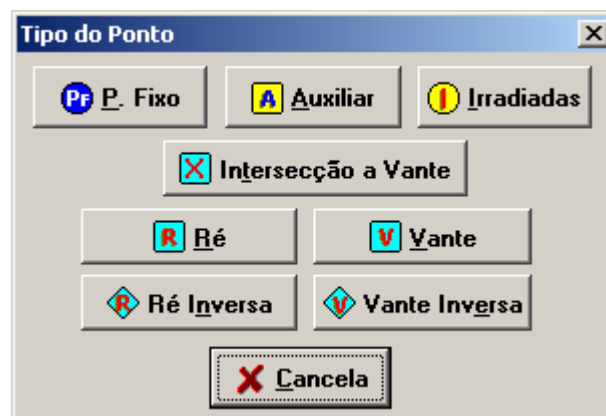 Tipo do Ponto
PF P. Fixo A Auxiliar I Irradiadas
X Intersecção a Vante
R Ré V Vante
R Ré Inversa V Vante Inversa
Cancela